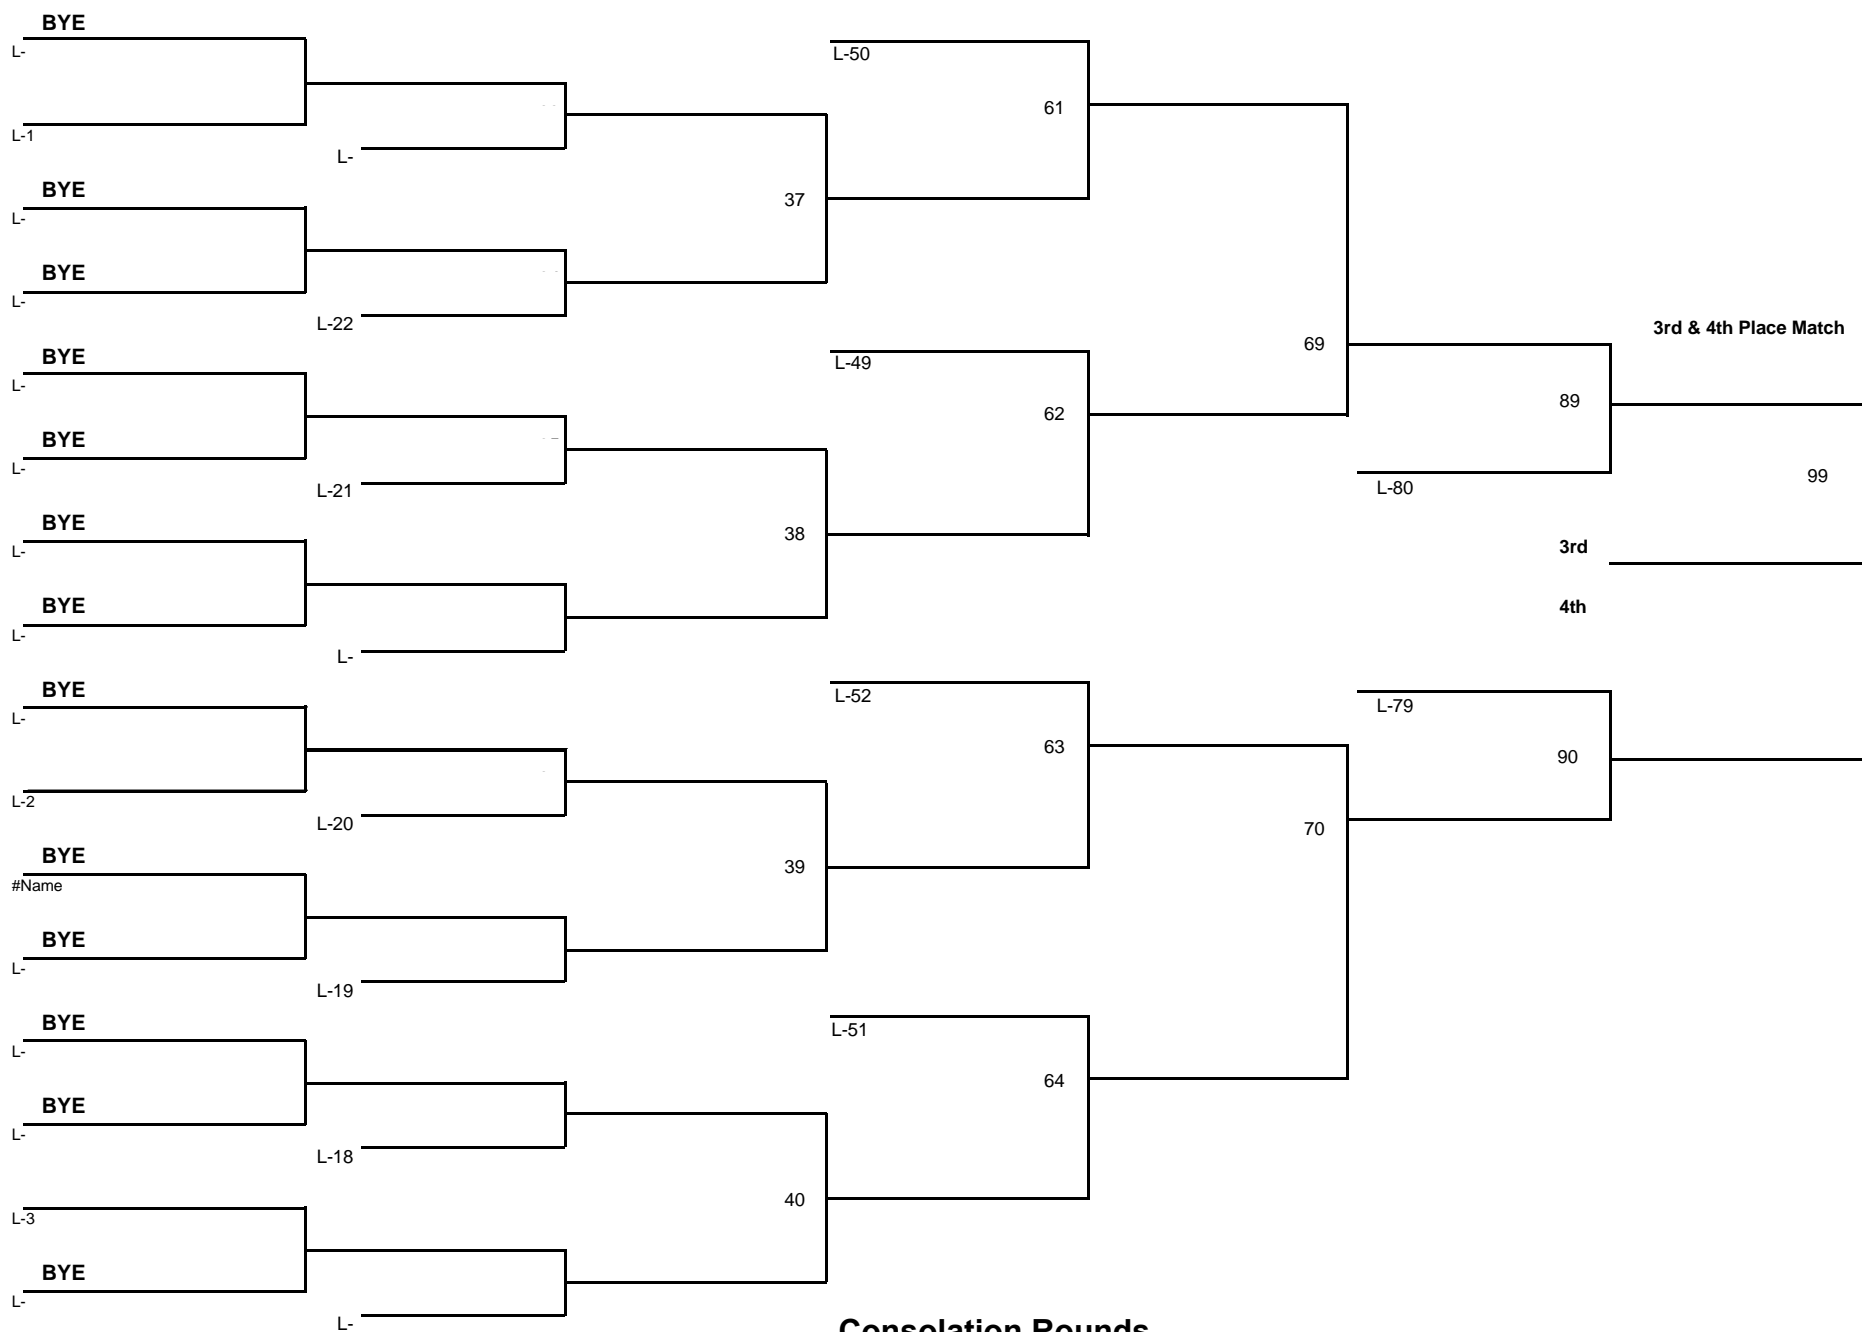 BYE
L-
L-50
61
L-1
L-
BYE
L-
37
BYE
L-
L-22
3rd & 4th Place Match
69
BYE
L-49
L-
89
62
BYE
L-
99
L-21
L-80
BYE
38
3rd
L-
BYE
4th
L-
L-
BYE
L-52
L-79
L-
63
90
L-2
L-20
70
BYE
39
#Name
BYE
L-
L-19
BYE
L-51
L-
64
BYE
L-
L-18
40
L-3
BYE
L-
L-
Consolation Rounds